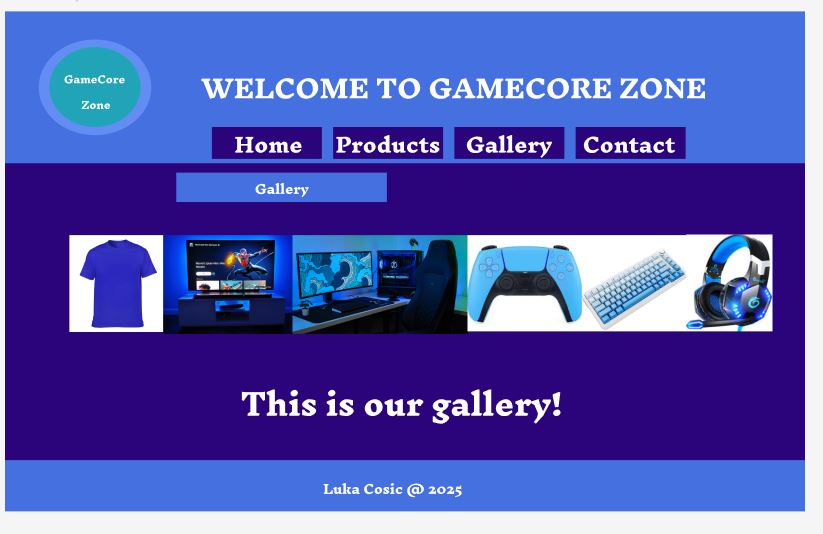 GameCore
Zone
WELCOME TO GAMECORE ZONE
Home Products Gallery Contact
Gallery
This is our gallery!
Luka Cosic @ 2025